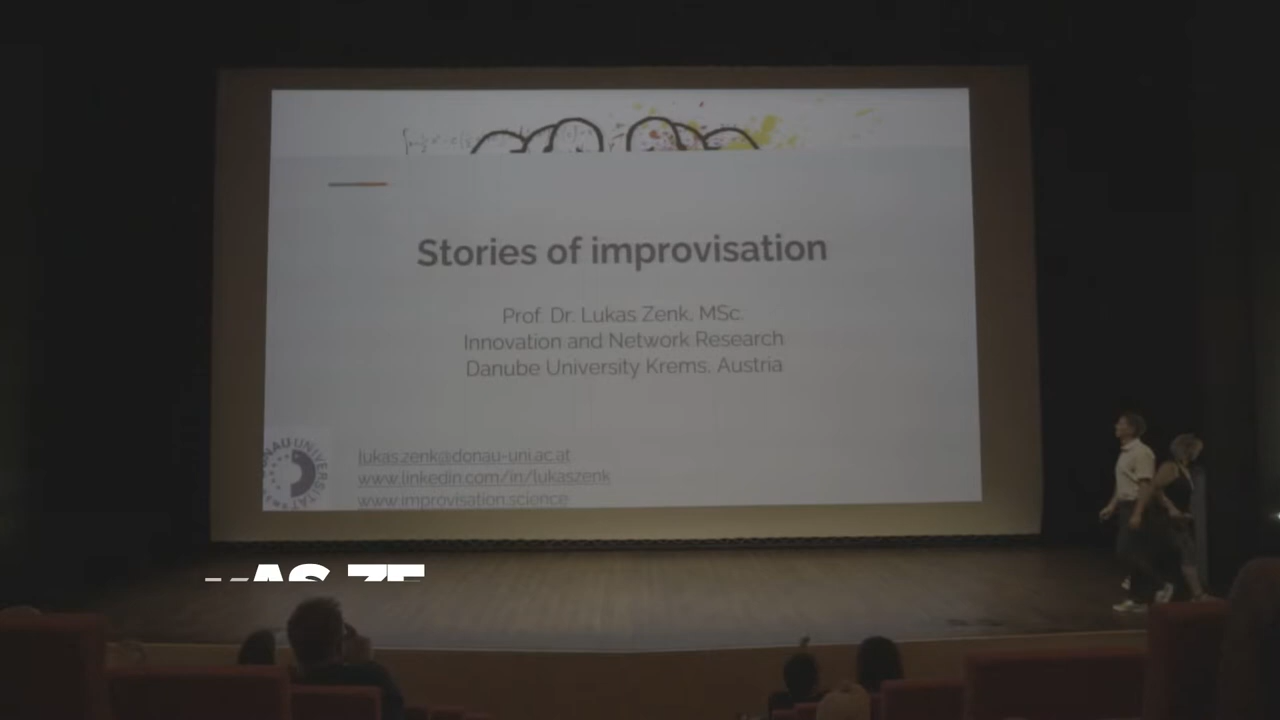 Stories of improvisation
Prof. Dr. Lukas Zenk, MSc.
Innovation and Network Research
Danube University Krems, Austria
lukas.zenk@donau-uni.ac.at
www.linkedin.com/in/lukaszenk
www.improvisation.science